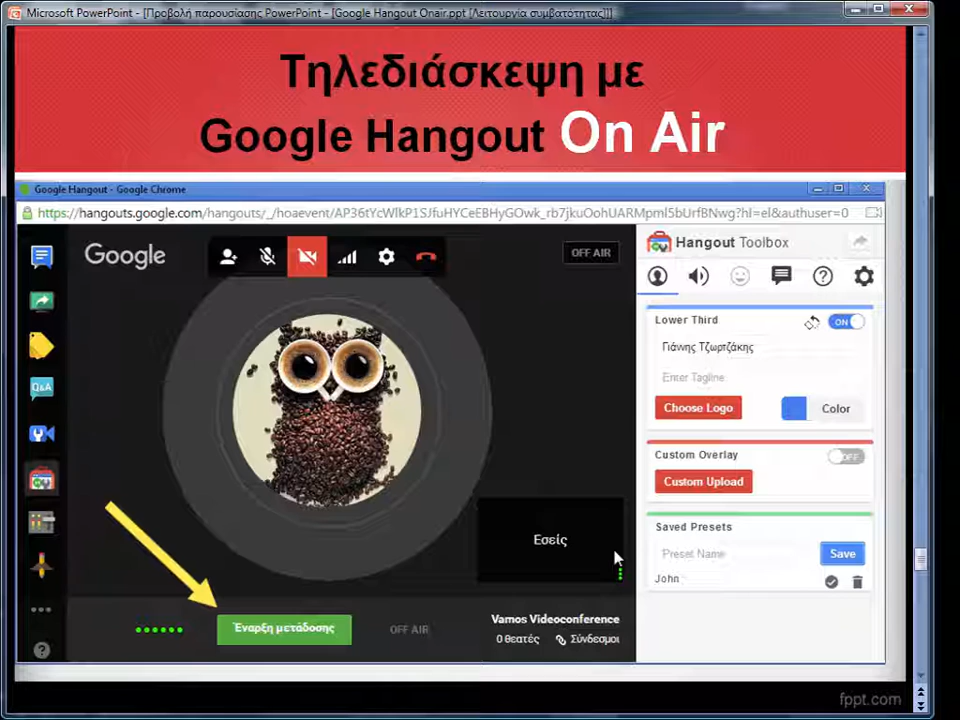 Microsoft PowerPoint - [Προβολή παρουσίασης PowerPoint - [Google Hangout Onair.ppt [Λειτουργία συμβατότητας]]]
Τηλεδιάσκεψη με
Google Hangout On Air
Google Hangout - Google Chrome
https://hangouts.google.com/hangouts/_/hoaevent/AP36tYcWlkP1SJfuHYCeEBHyGOwk_rb7jkuOohUARMpml5bUrfBNwg?hl=el&authuser=0
Google
OFF AIR
Hangout Toolbox
Lower Third
ON
Γιάννης Τζωρτζάκης
Enter Tagline
Choose Logo
Color
Custom Overlay
OFF
Custom Upload
Saved Presets
Preset Name
Save
John
Q&A
Εσείς
Έναρξη μετάδοσης
OFF AIR
Vamos Videoconference
0 θεατές
Σύνδεσμοι
fppt.com